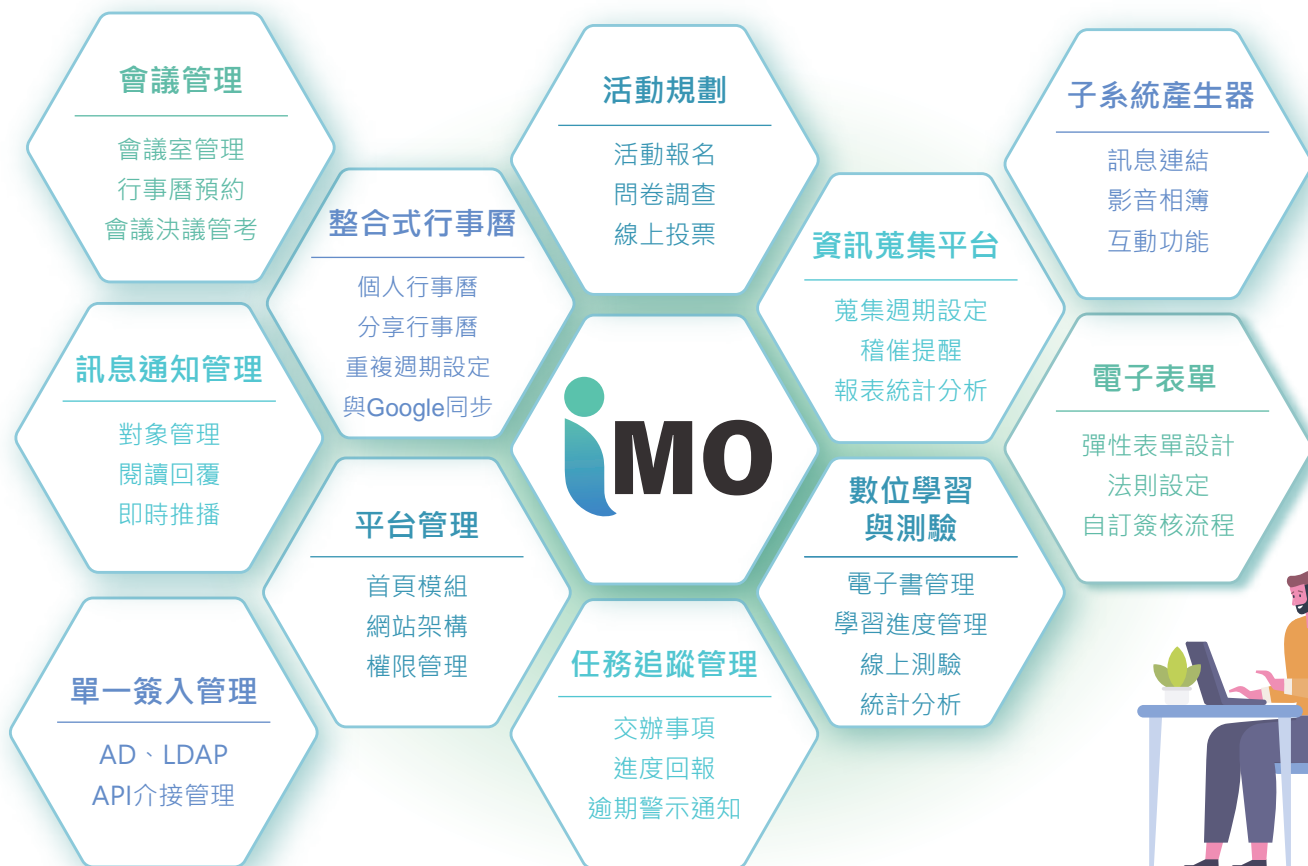 會議管理
會議室管理
行事曆預約
會議決議管考
活動規劃
活動報名
問卷調查
線上投票
子系統產生器
訊息連結
影音相簿
互動功能
整合式行事曆
個人行事曆
分享行事曆
重複週期設定
與Google同步
資訊蒐集平台
蒐集週期設定
稽催提醒
報表統計分析
訊息通知管理
對象管理
閱讀回覆
即時推播
iMO
電子表單
彈性表單設計
法則設定
自訂簽核流程
平台管理
首頁模組
網站架構
權限管理
數位學習
與測驗
電子書管理
學習進度管理
線上測驗
統計分析
單一簽入管理
AD、LDAP
API介接管理
任務追蹤管理
交辦事項
進度回報
逾期警示通知